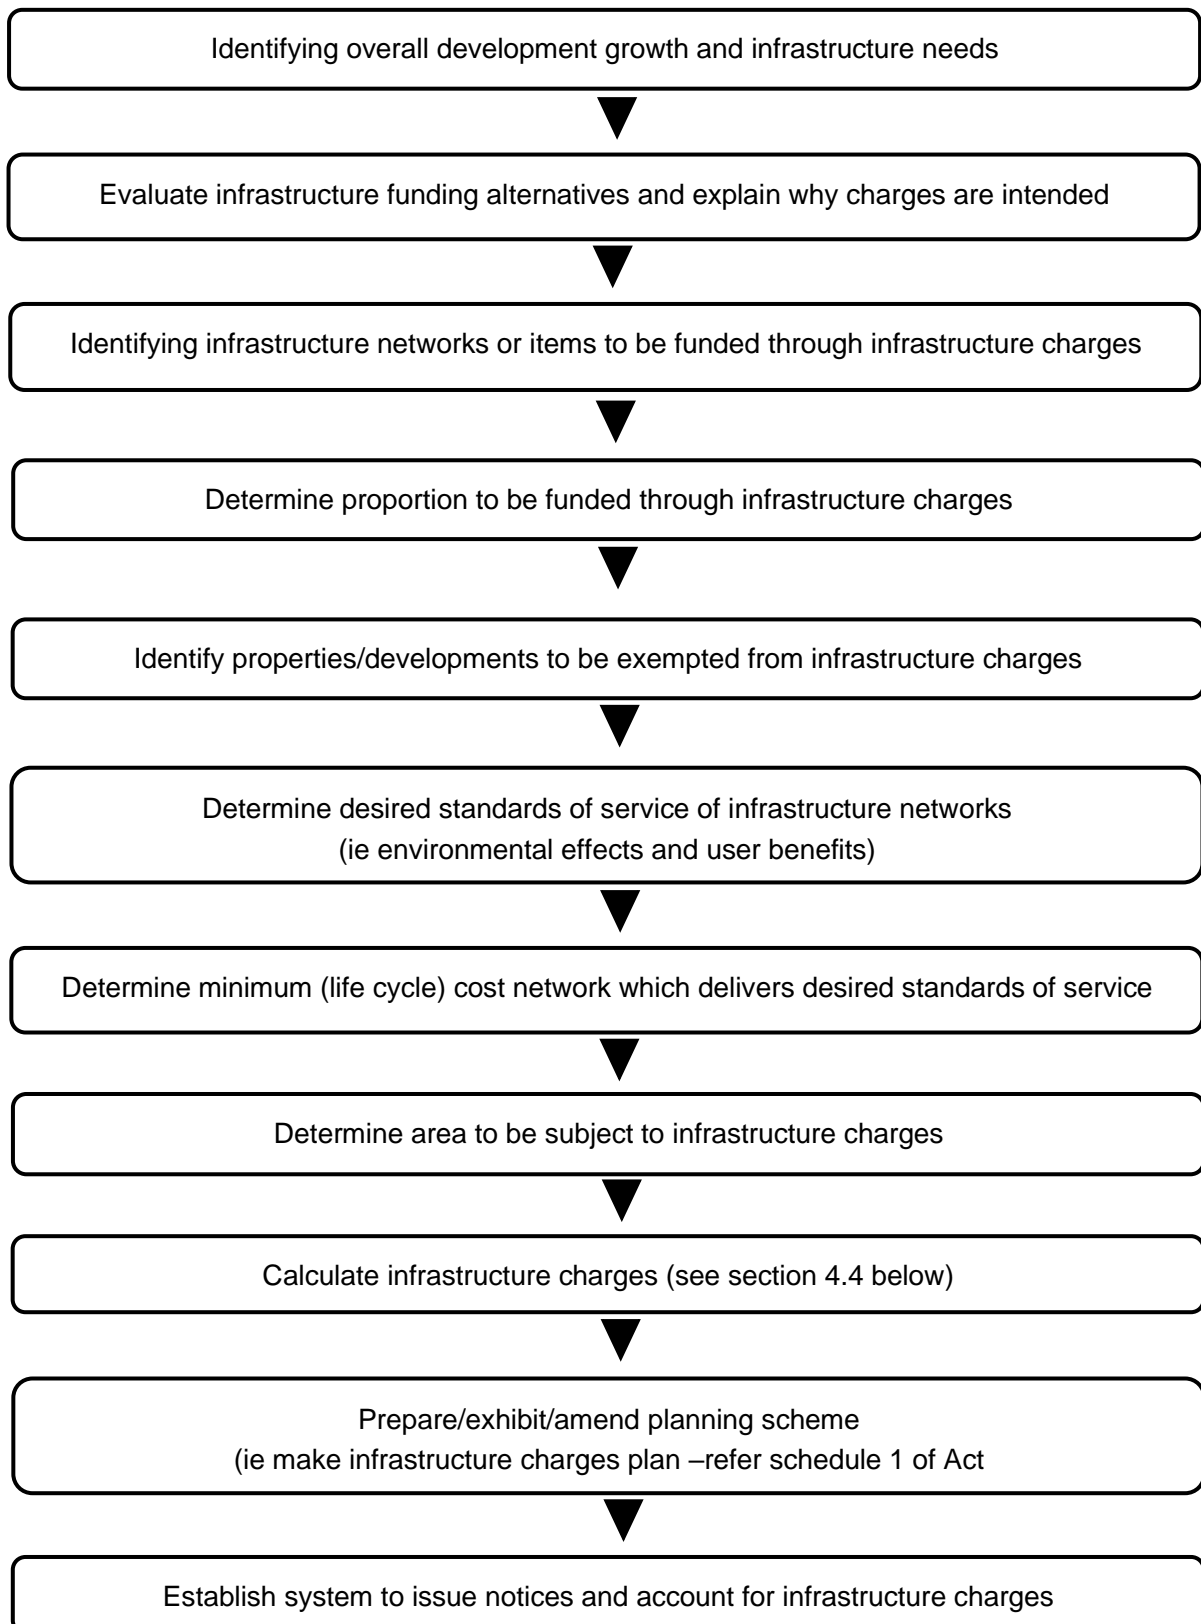 Identifying overall development growth and infrastructure needs
Evaluate infrastructure funding alternatives and explain why charges are intended
Identifying infrastructure networks or items to be funded through infrastructure charges
Determine proportion to be funded through infrastructure charges
Identify properties/developments to be exempted from infrastructure charges
Determine desired standards of service of infrastructure networks
(ie environmental effects and user benefits)
Determine minimum (life cycle) cost network which delivers desired standards of service
Determine area to be subject to infrastructure charges
Calculate infrastructure charges (see section 4.4 below)
Prepare/exhibit/amend planning scheme
(ie make infrastructure charges plan –refer schedule 1 of Act
Establish system to issue notices and account for infrastructure charges